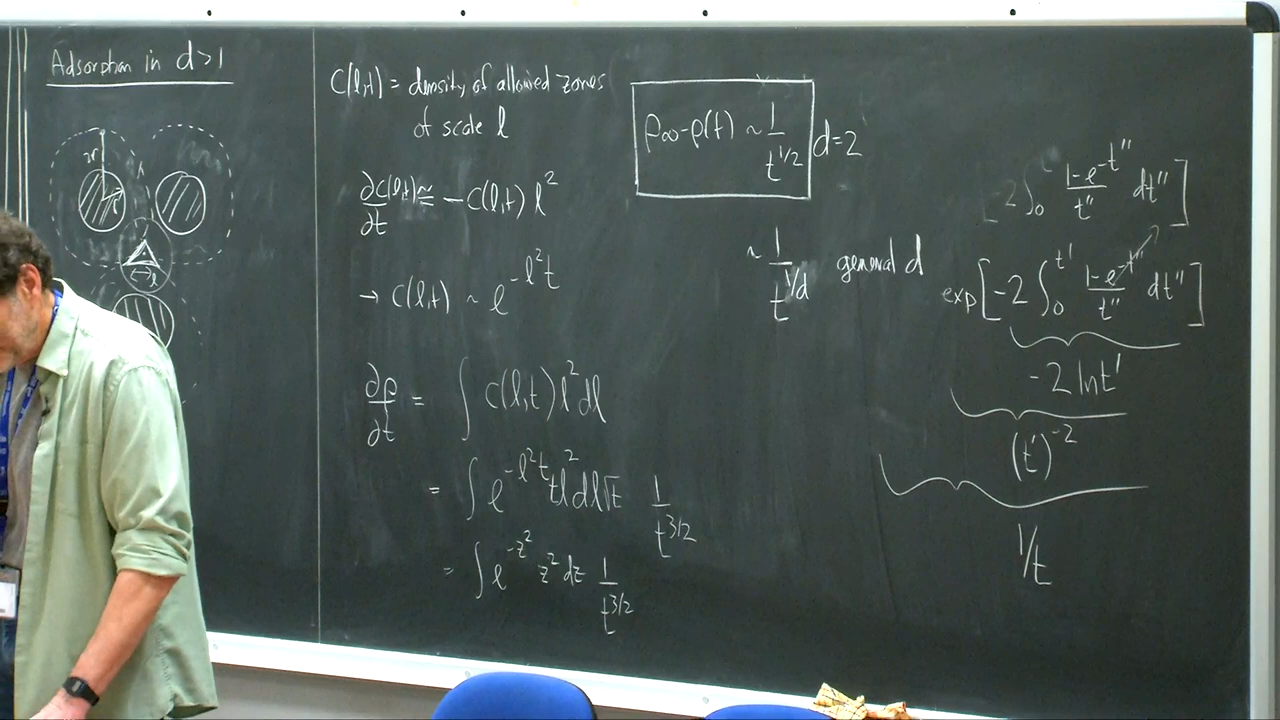 Adsorption in d>1
2r
r
l
C(l,t) = density of allowed zones
of scale l
∂C(l,t)/∂t ≅ -C(l,t) l²
→ C(l,t) ~ e^{-l²t}
∂ρ/∂t = ∫ C(l,t) l² dl
= ∫ e^{-l²t} t l² dl √t 1/t^{3/2}
= ∫ e^{-z²} z² dz 1/t^{3/2}
ρ∞ - ρ(t) ~ 1/t^{1/2} d=2
~ 1/t^{1/d} general d
[2∫₀^t (1-e^{-t''})/t'' dt'']
exp[-2∫₀^{t'} (1-e^{-t''})/t'' dt'']
-2 ln t'
(t')^{-2}
1/t